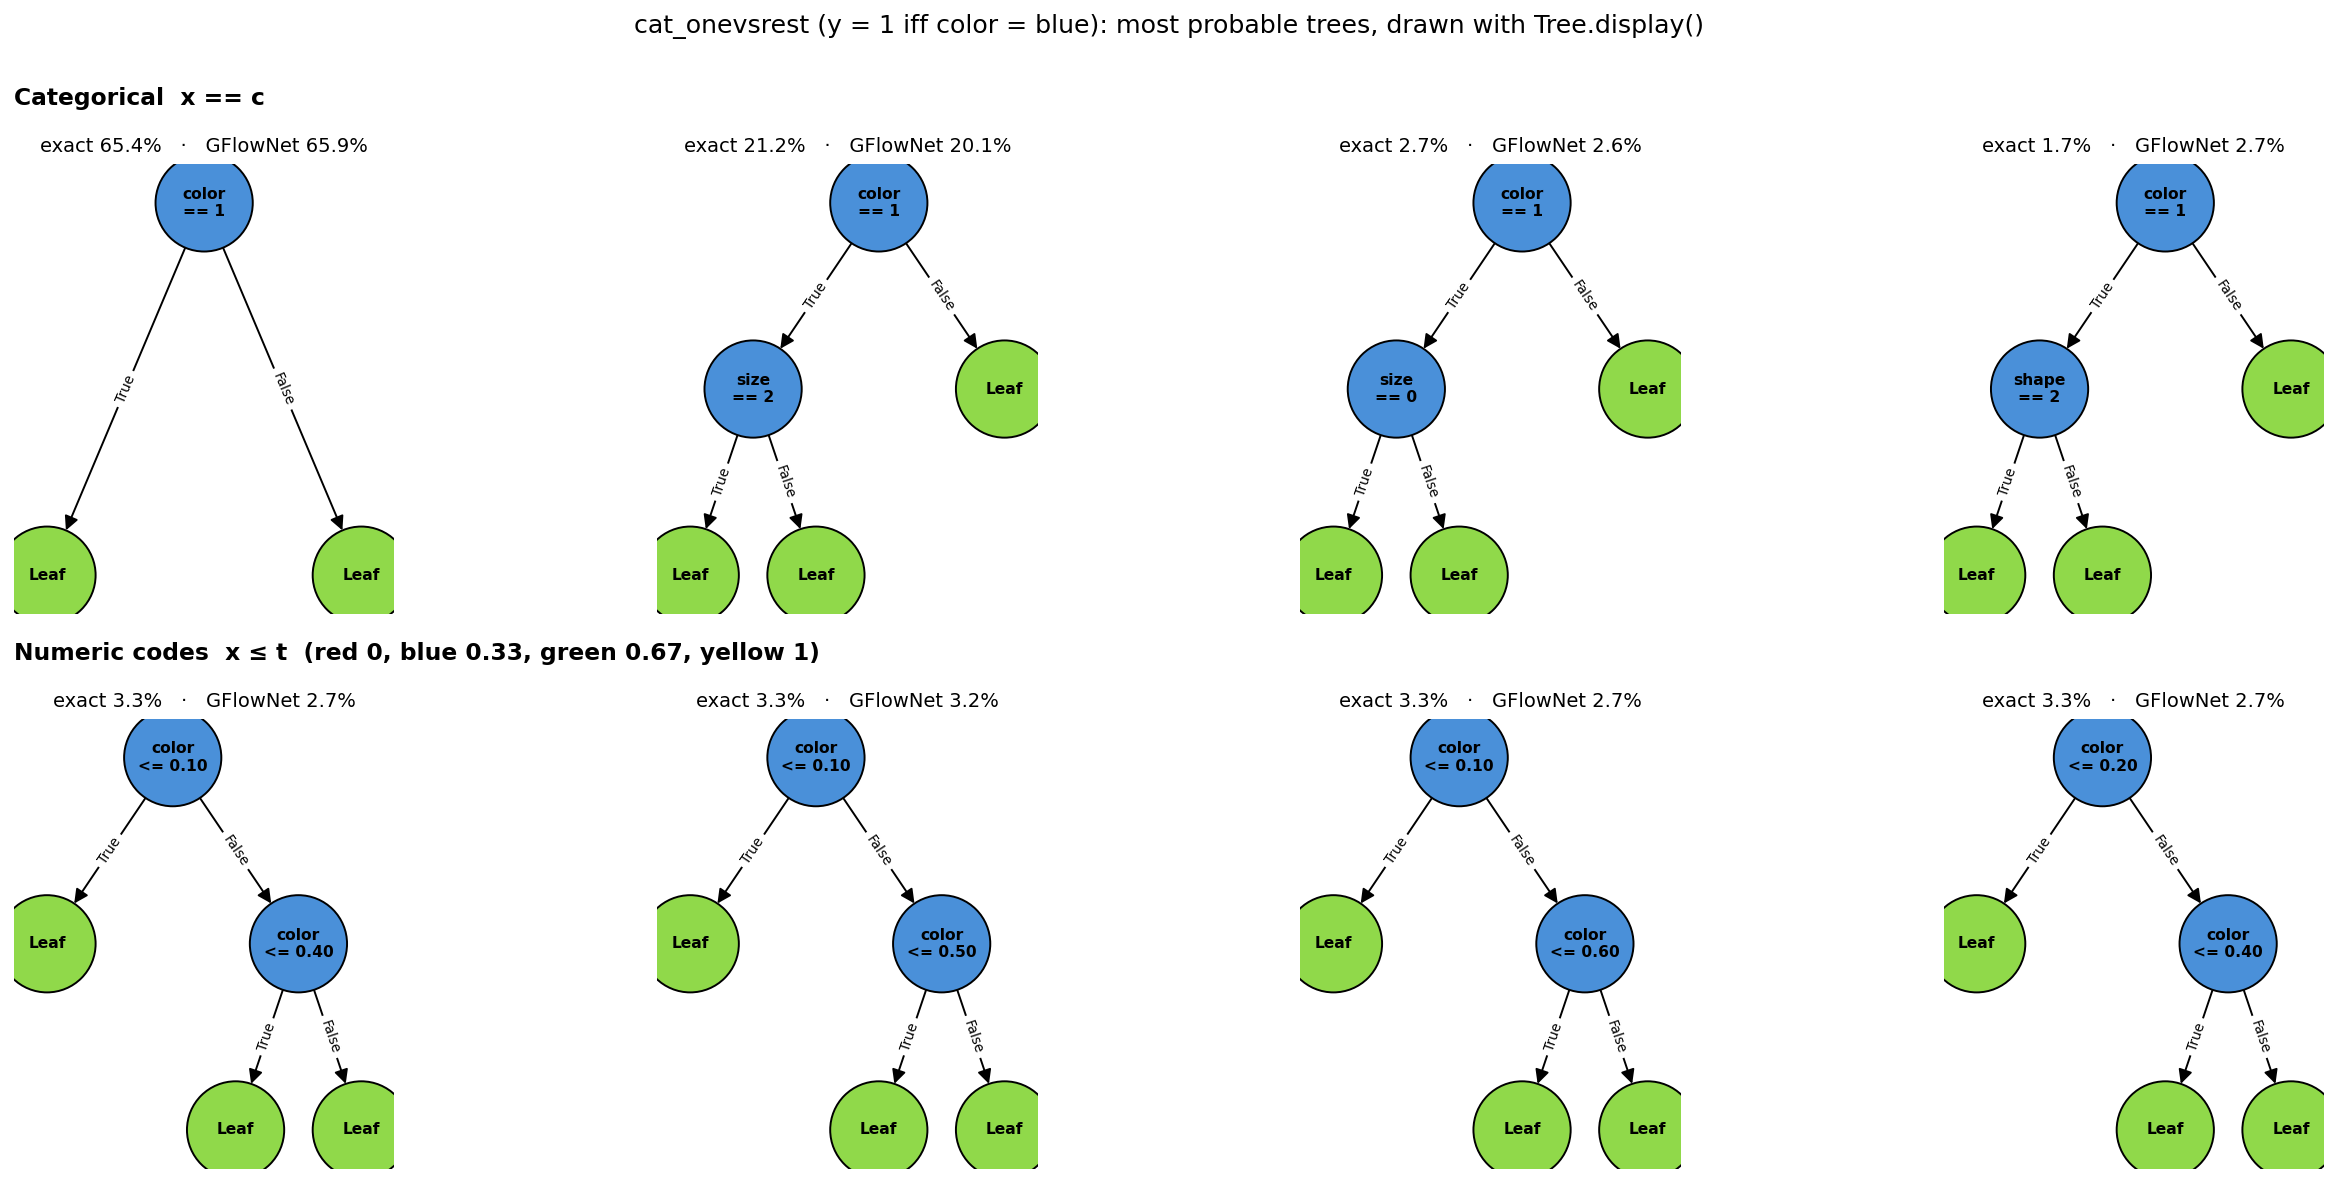 cat_onevsrest (y = 1 iff color = blue): most probable trees, drawn with Tree.display()
Categorical  x == c
exact 65.4%   ·   GFlowNet 65.9%
color
== 1
True
False
Leaf
Leaf
exact 21.2%   ·   GFlowNet 20.1%
color
== 1
True
False
size
== 2
Leaf
True
False
Leaf
Leaf
exact 2.7%   ·   GFlowNet 2.6%
color
== 1
True
False
size
== 0
Leaf
True
False
Leaf
Leaf
exact 1.7%   ·   GFlowNet 2.7%
color
== 1
True
False
shape
== 2
Leaf
True
False
Leaf
Leaf
Numeric codes  x ≤ t  (red 0, blue 0.33, green 0.67, yellow 1)
exact 3.3%   ·   GFlowNet 2.7%
color
<= 0.10
True
False
Leaf
color
<= 0.40
True
False
Leaf
Leaf
exact 3.3%   ·   GFlowNet 3.2%
color
<= 0.10
True
False
Leaf
color
<= 0.50
True
False
Leaf
Leaf
exact 3.3%   ·   GFlowNet 2.7%
color
<= 0.10
True
False
Leaf
color
<= 0.60
True
False
Leaf
Leaf
exact 3.3%   ·   GFlowNet 2.7%
color
<= 0.20
True
False
Leaf
color
<= 0.40
True
False
Leaf
Leaf